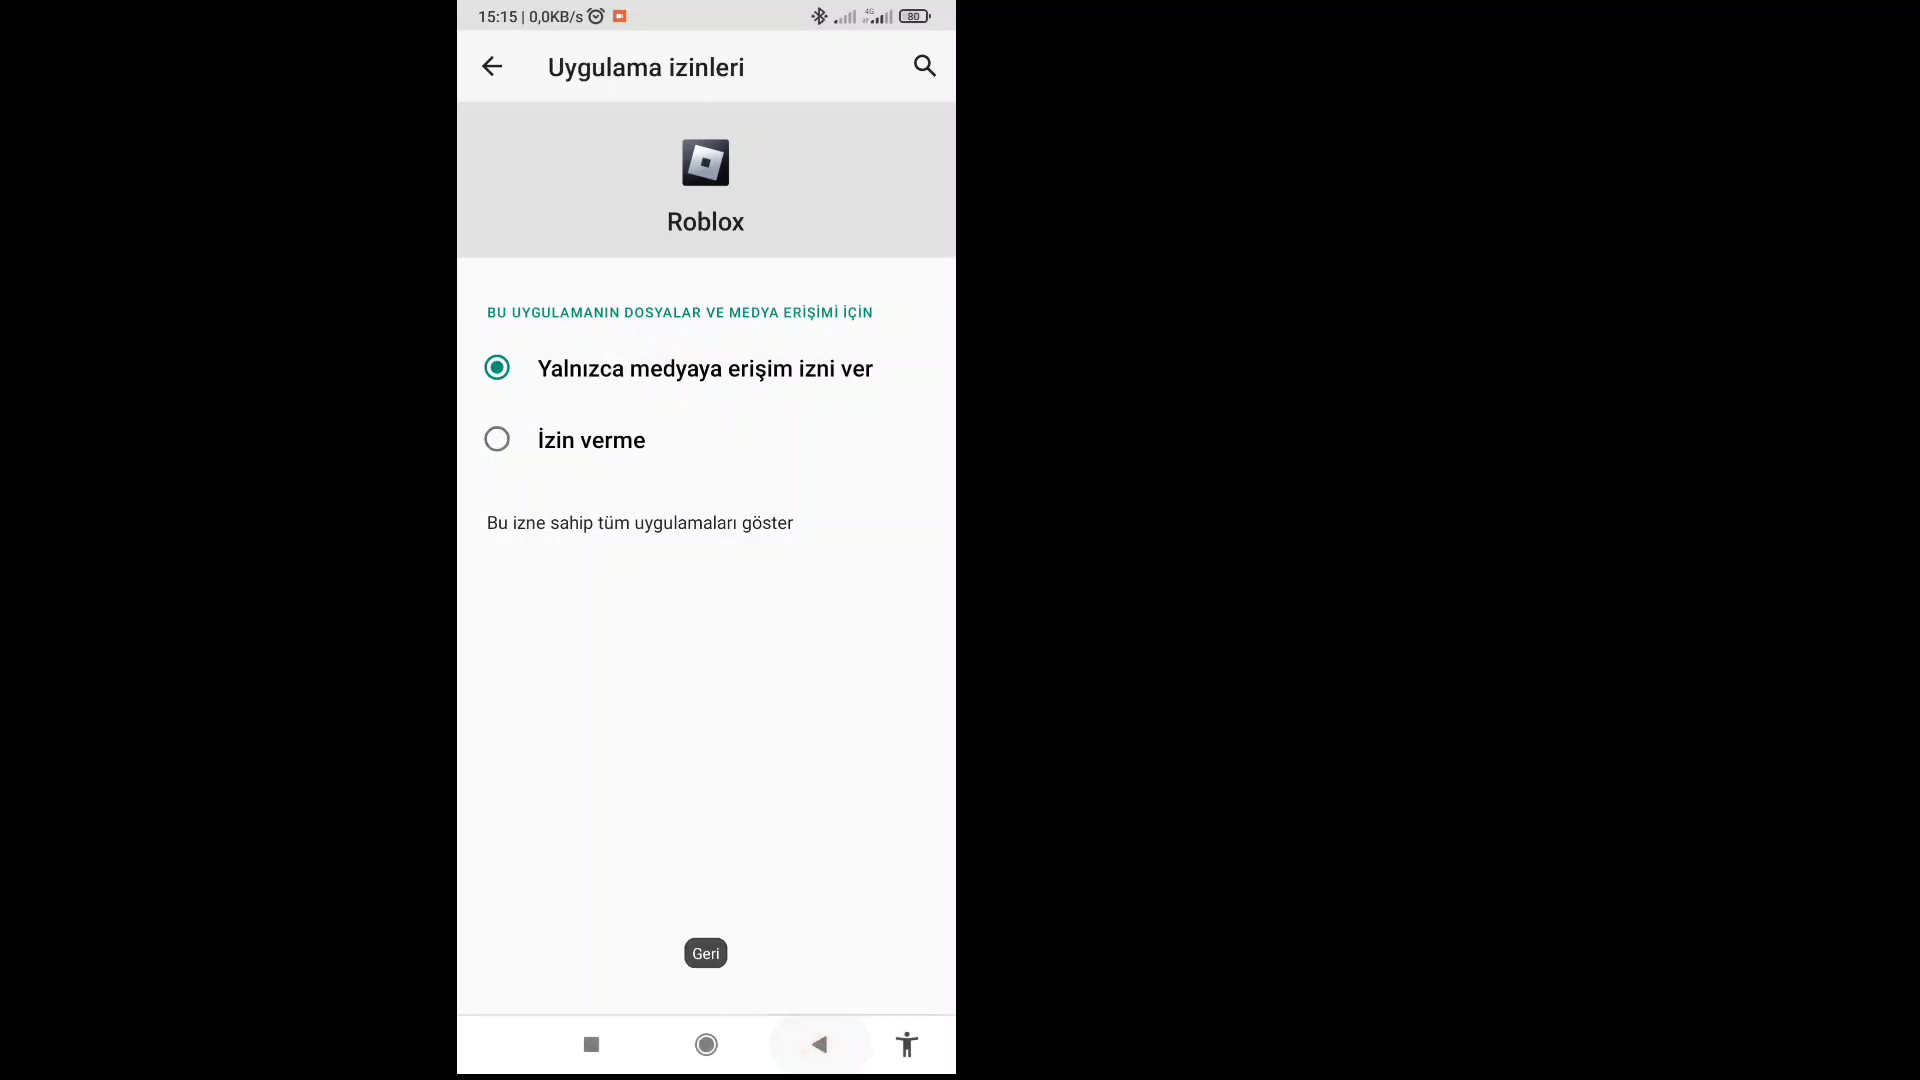 15:15 | 0,0KB/s
4G
80
Uygulama izinleri
Roblox
BU UYGULAMANIN DOSYALAR VE MEDYA ERİŞİMİ İÇİN
Yalnızca medyaya erişim izni ver
İzin verme
Bu izne sahip tüm uygulamaları göster
Geri